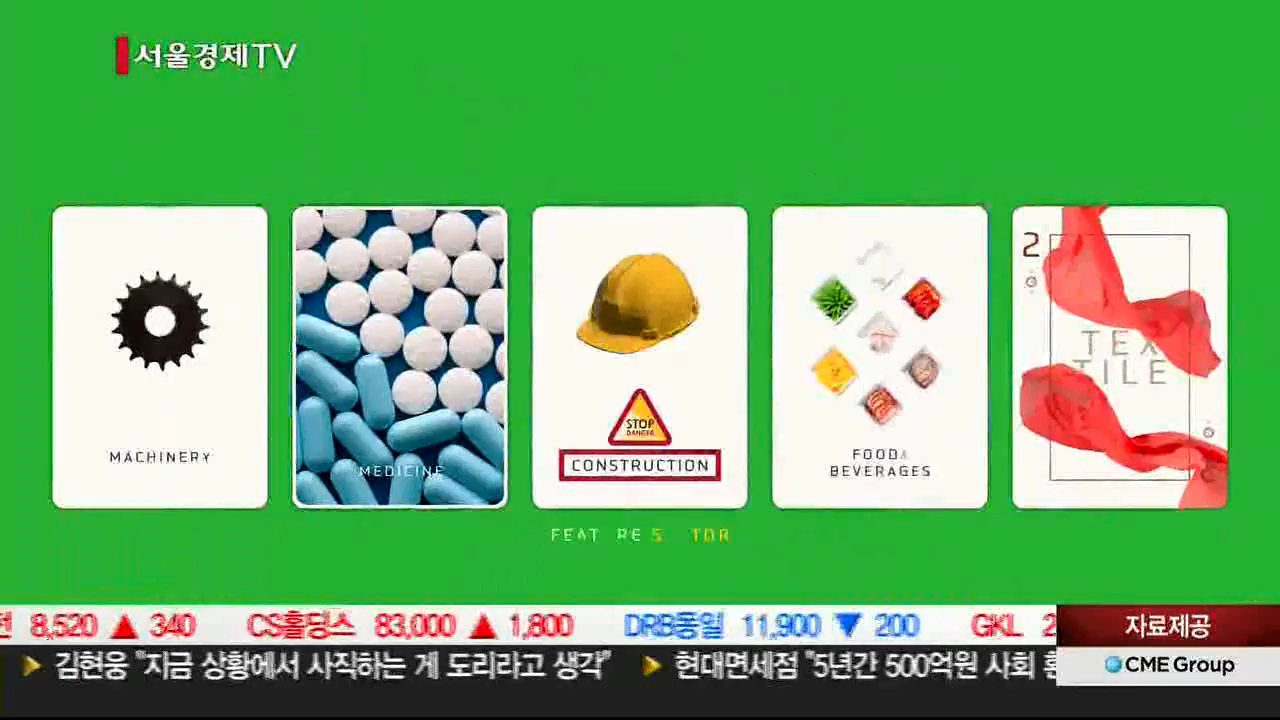 서울경제TV
MACHINERY
MEDICINE
STOP
DANGER
CONSTRUCTION
FOOD&
BEVERAGES
2
TEX
TILE
8,520 ▲ 340 CS홀딩스 83,000 ▲ 1,800 DRB동일 11,900 ▼ 200 GKL
자료제공
김현웅 "지금 상황에서 사직하는 게 도리라고 생각" 현대면세점 "5년간 500억원 사회
CME Group